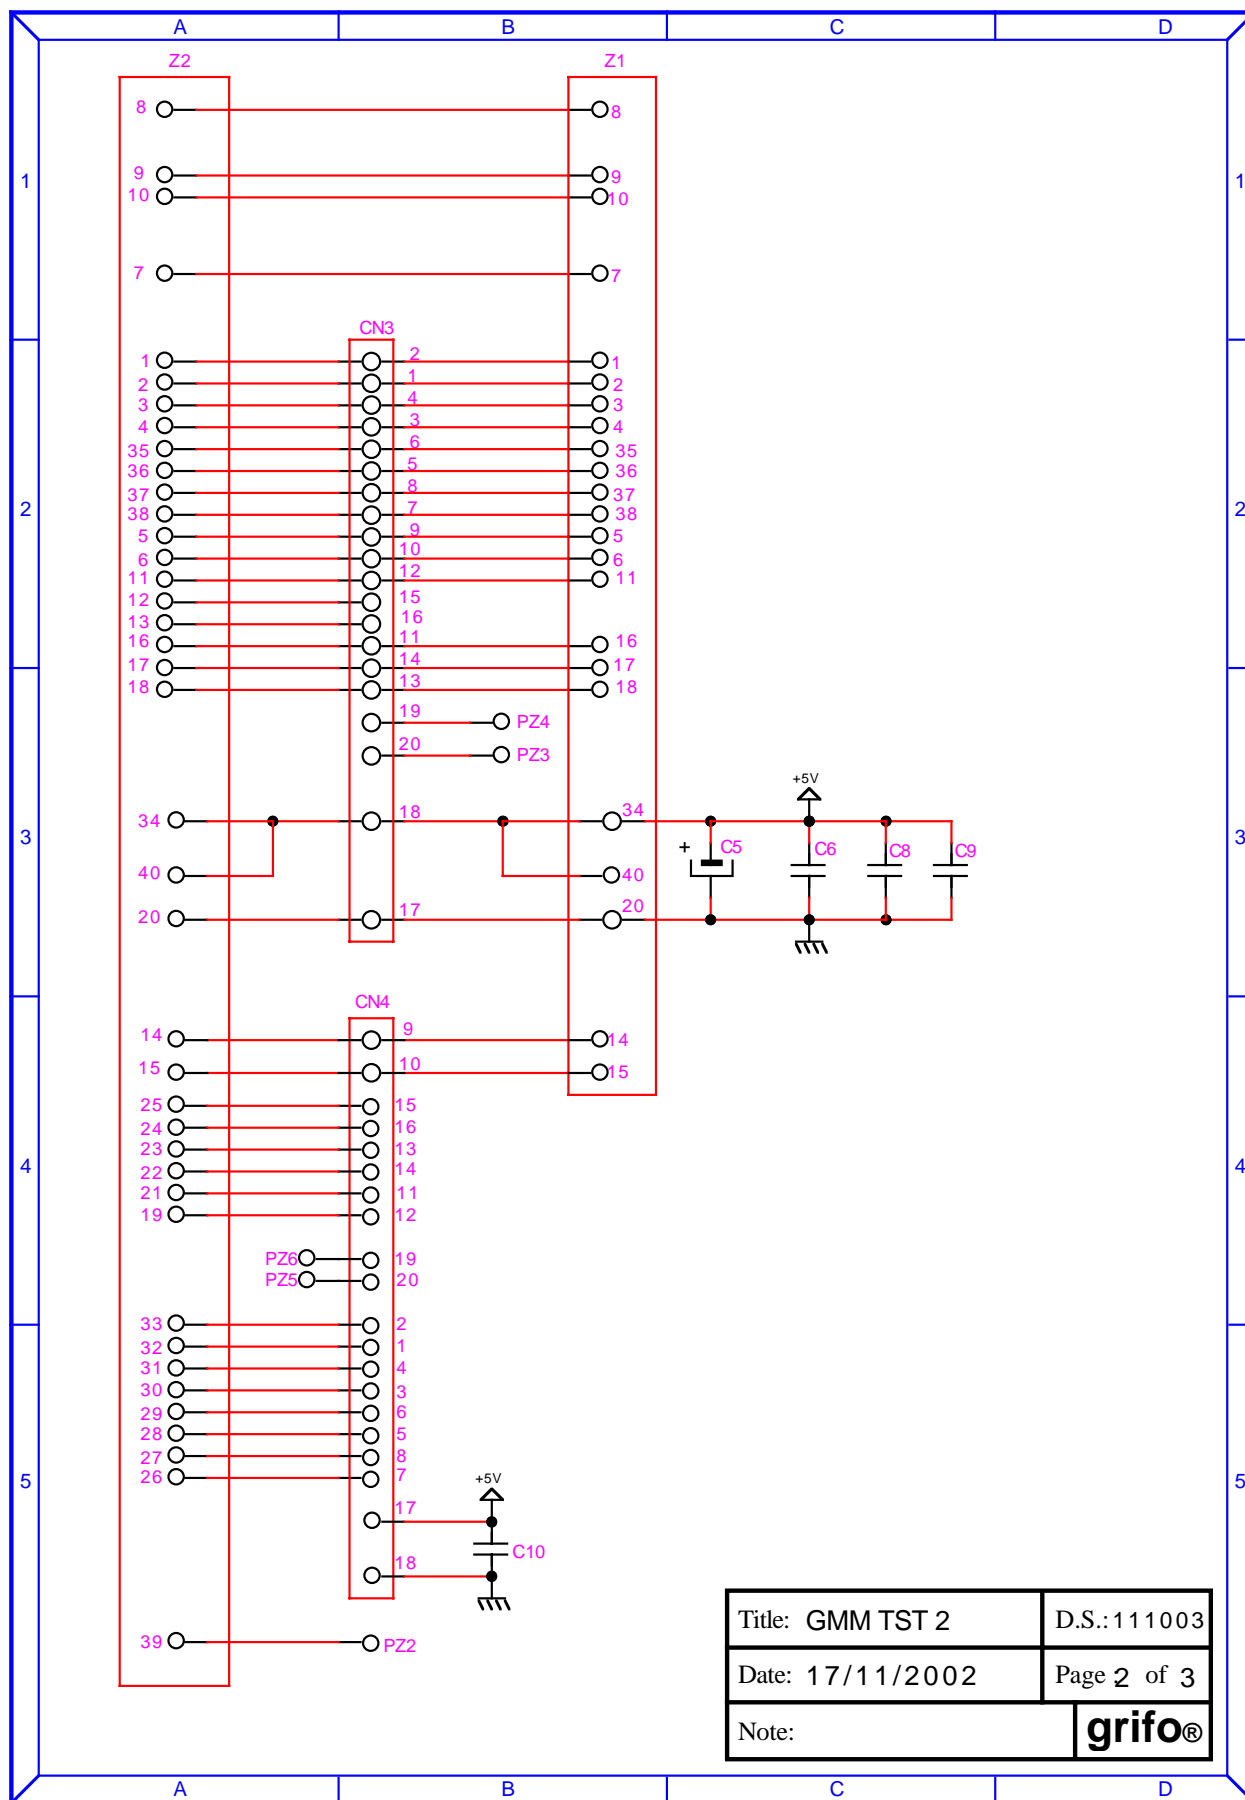 A B C D
Z2 Z1
8 8
1 1
9 9
10 10
7 7
CN3
1 2 1
2 1 2
3 4 3
4 3 4
35 6 35
36 5 36
37 8 37
2 2
38 7 38
5 9 5
6 10 6
11 12 11
12 15
13 16
16 11 16
17 14 17
18 13 18
19 PZ4
20 PZ3
+5V
34 18 34
3 3
+ C5 C6 C8 C9
40 40
20 17 20
CN4
14 9 14
15 10 15
25 15
24 16
23 13
4 4
22 14
21 11
19 12
PZ6 19
PZ5 20
33 2
32 1
31 4
30 3
29 6
28 5
27 8
26 7
5 5
+5V
17
C10
18
39 PZ2
Title: GMM TST 2 D.S.:111003
Date: 17/11/2002 Page :2 of 3
Note: grifo®
A B C D